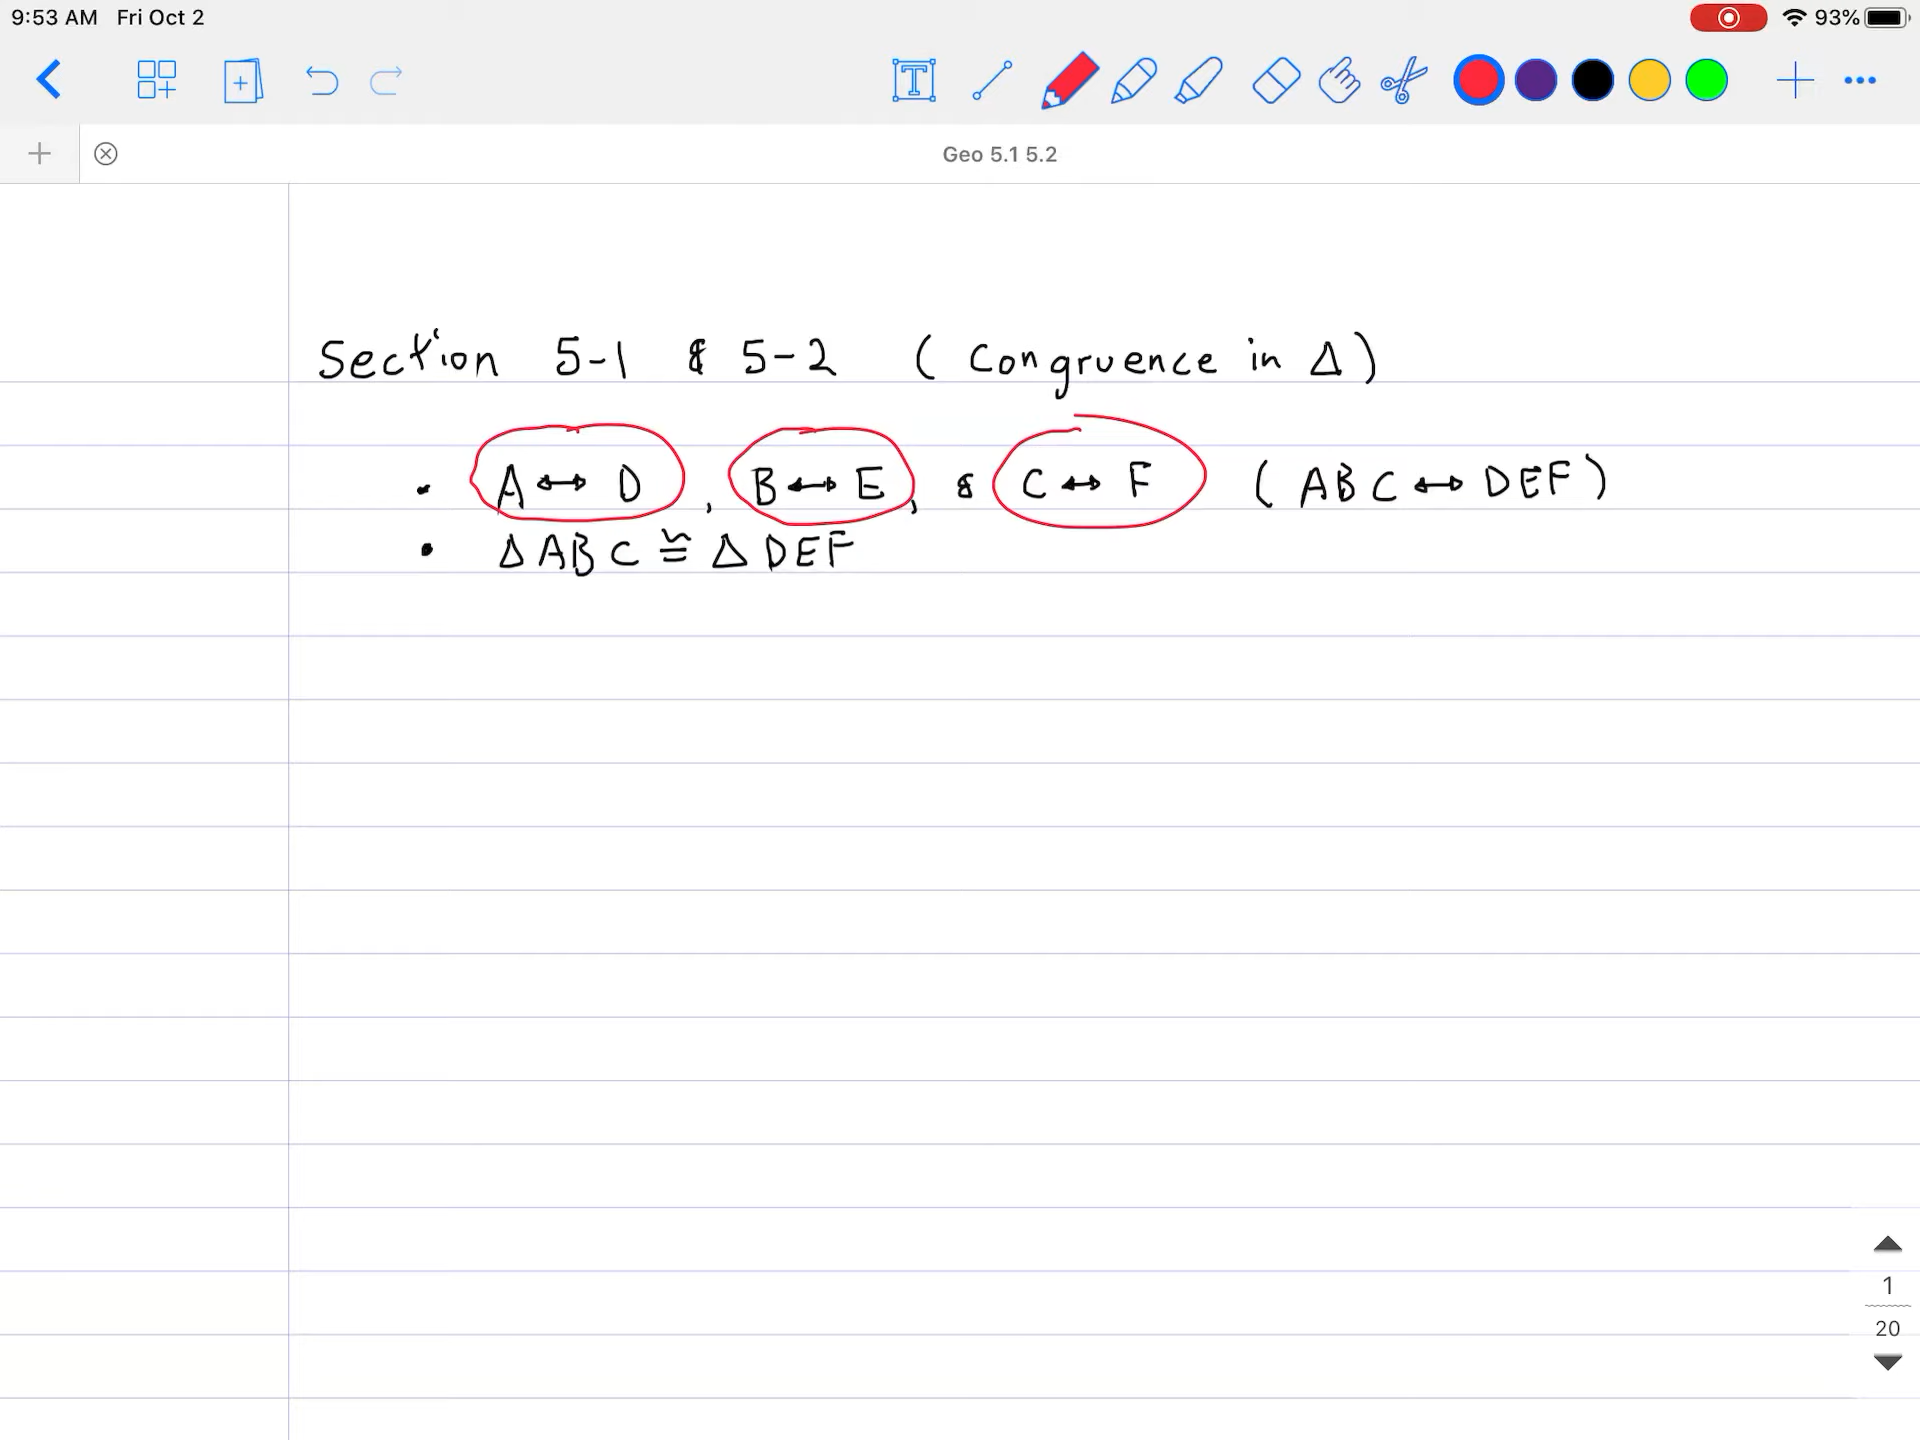 9:53 AM Fri Oct 2 93%
T
Geo 5.1 5.2
Section 5-1 & 5-2 (Congruence in Δ)
• A ↔ D, B ↔ E, & C ↔ F (ABC ↔ DEF)
• ΔABC ≅ ΔDEF
1
20